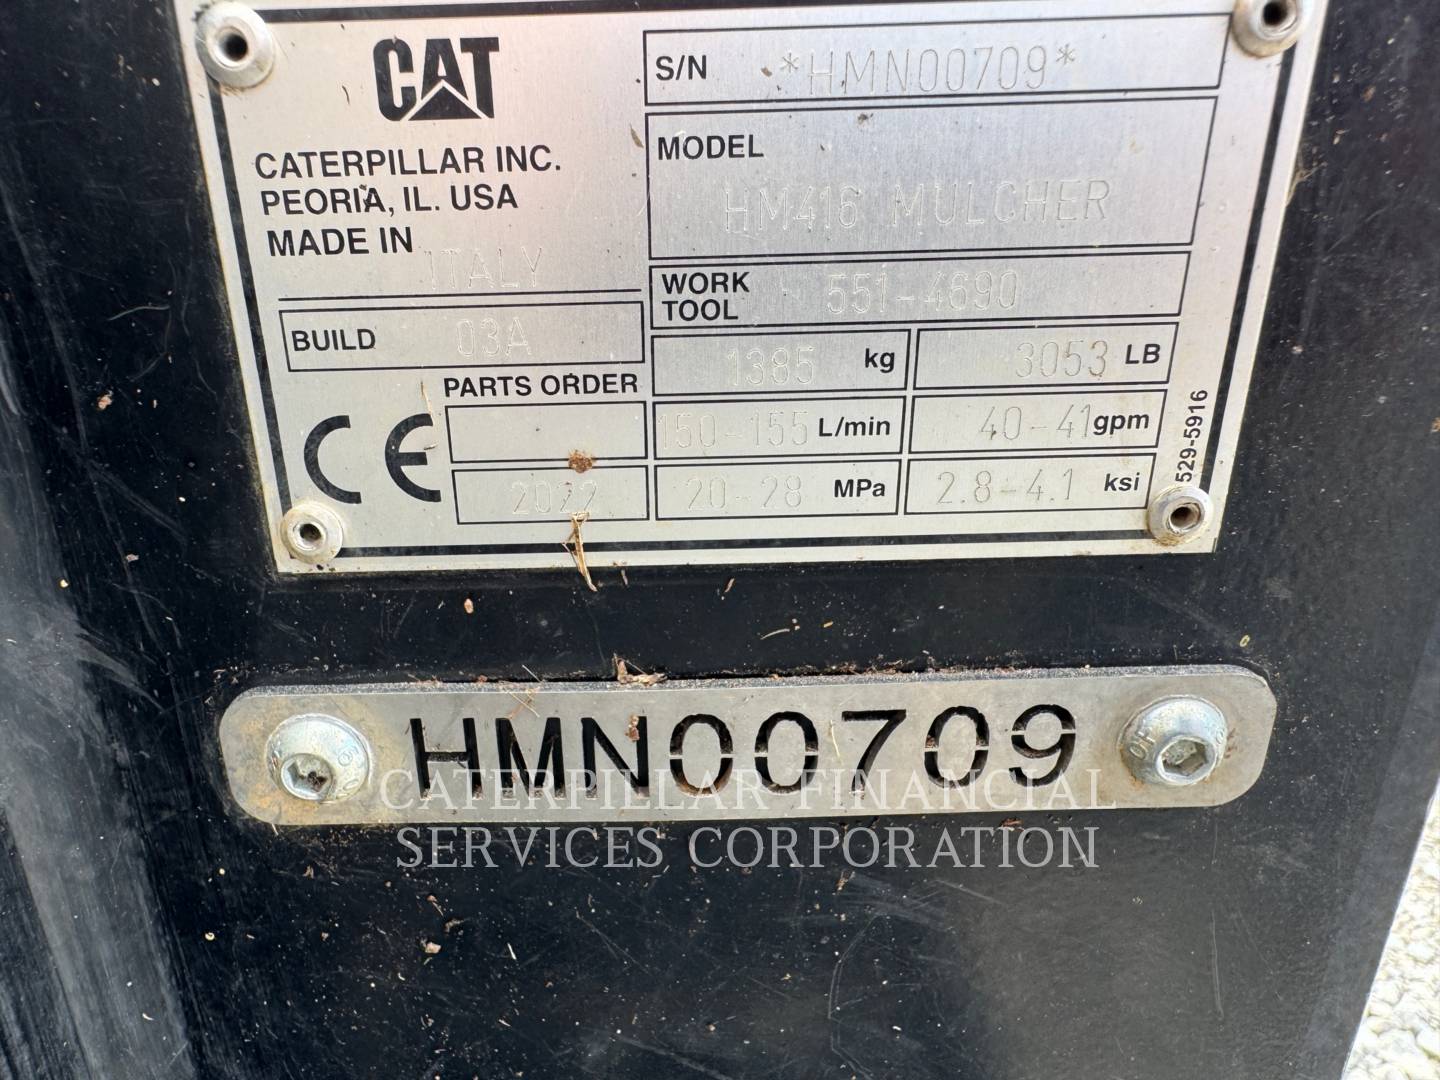 CAT
CATERPILLAR INC.
PEORIA, IL. USA
MADE IN
ITALY
BUILD 03A
PARTS ORDER
CE
2022
S/N *HMN00709*
MODEL
HM416 MULCHER
WORK TOOL 551-4690
1385 kg 3053 LB
150-155 L/min 40-41 gpm
20-28 MPa 2.8-4.1 ksi
529-5916
HMN00709
CATERPILLAR FINANCIAL
SERVICES CORPORATION